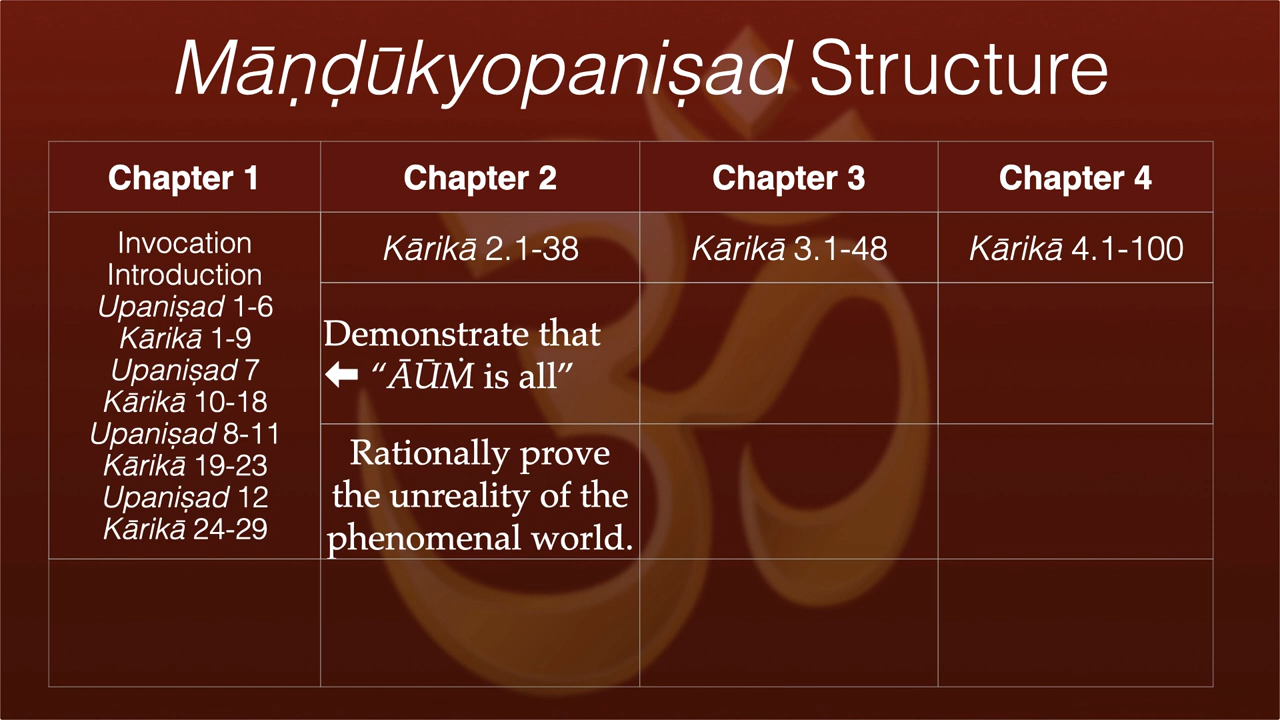 Māṇḍūkyopaniṣad Structure
Chapter 1
Chapter 2
Chapter 3
Chapter 4
Invocation
Introduction
Upaniṣad 1-6
Kārikā 1-9
Upaniṣad 7
Kārikā 10-18
Upaniṣad 8-11
Kārikā 19-23
Upaniṣad 12
Kārikā 24-29
Kārikā 2.1-38
Kārikā 3.1-48
Kārikā 4.1-100
Demonstrate that
⬅ “ĀŪṀ is all”
Rationally prove
the unreality of the
phenomenal world.